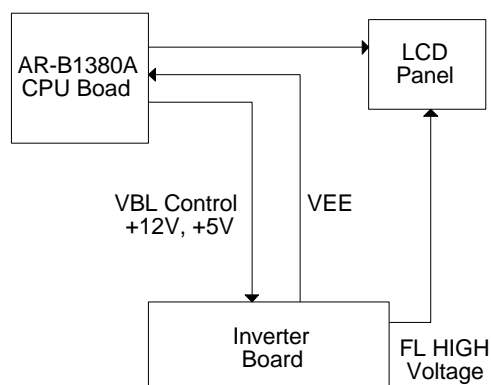 AR-B1380A
CPU Boad
LCD
Panel
VBL Control
+12V, +5V
VEE
Inverter
Board
FL HIGH
Voltage